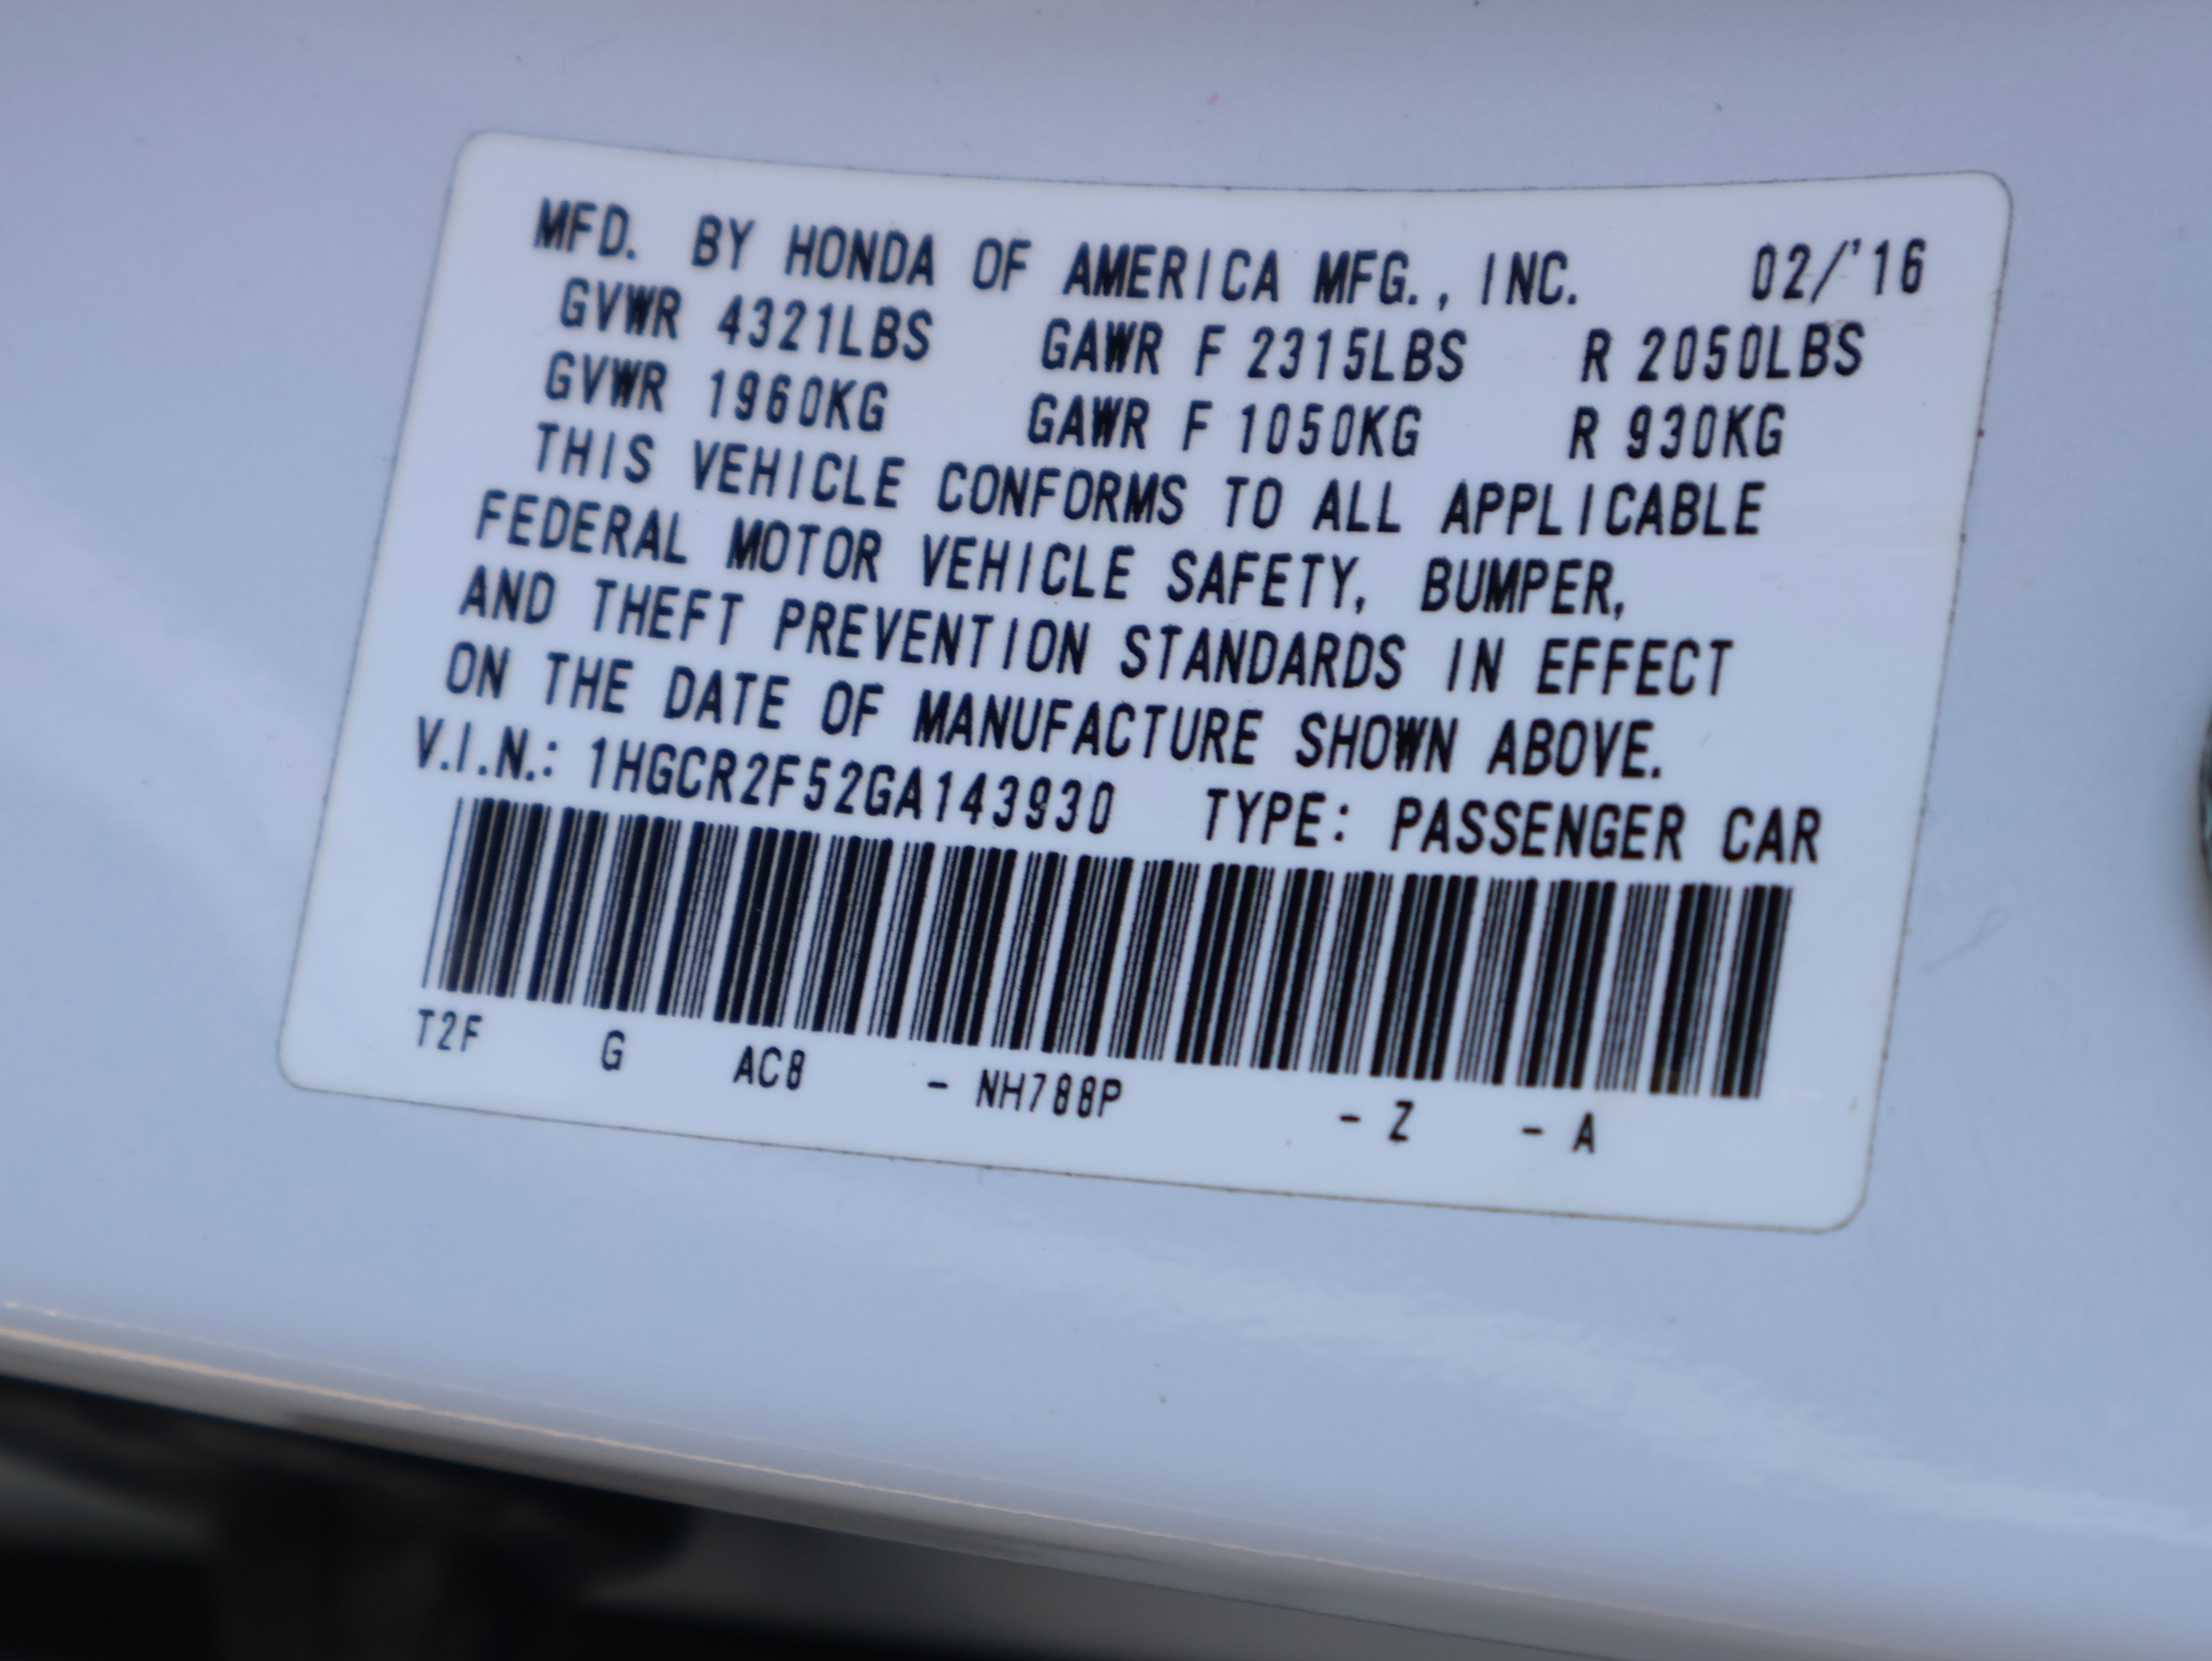 MFD. BY HONDA OF AMERICA MFG., INC. 02/'16
GVWR 4321LBS GAWR F 2315LBS R 2050LBS
GVWR 1960KG GAWR F 1050KG R 930KG
THIS VEHICLE CONFORMS TO ALL APPLICABLE
FEDERAL MOTOR VEHICLE SAFETY, BUMPER,
AND THEFT PREVENTION STANDARDS IN EFFECT
ON THE DATE OF MANUFACTURE SHOWN ABOVE.
V.I.N.: 1HGCR2F52GA143930 TYPE: PASSENGER CAR
T2F G AC8 - NH788P - Z - A